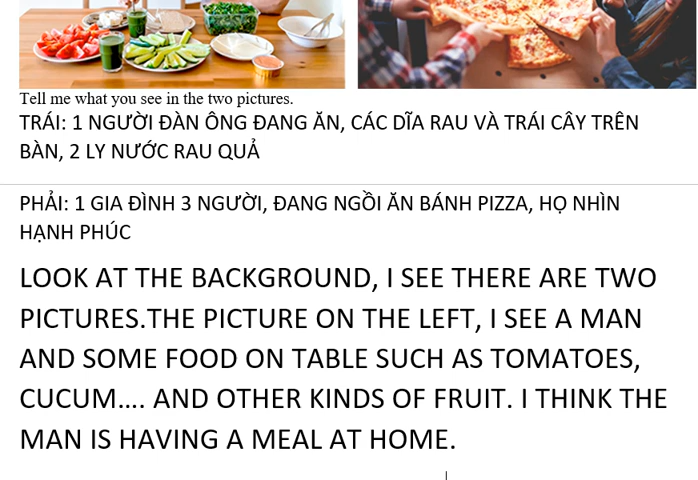 Tell me what you see in the two pictures.
TRÁI: 1 NGƯỜI ĐÀN ÔNG ĐANG ĂN, CÁC DĨA RAU VÀ TRÁI CÂY TRÊN
BÀN, 2 LY NƯỚC RAU QUẢ
PHẢI: 1 GIA ĐÌNH 3 NGƯỜI, ĐANG NGỒI ĂN BÁNH PIZZA, HỌ NHÌN
HẠNH PHÚC
LOOK AT THE BACKGROUND, I SEE THERE ARE TWO
PICTURES.THE PICTURE ON THE LEFT, I SEE A MAN
AND SOME FOOD ON TABLE SUCH AS TOMATOES,
CUCUM.... AND OTHER KINDS OF FRUIT. I THINK THE
MAN IS HAVING A MEAL AT HOME.